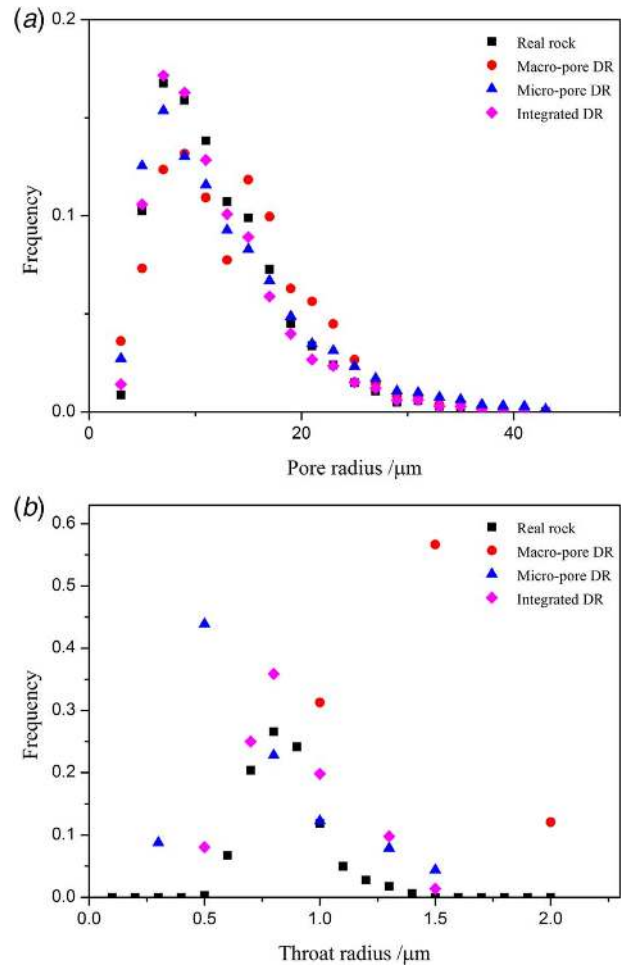 (a)
Real rock
Macro-pore DR
Micro-pore DR
Integrated DR
0.2
0.1
0.0
Frequency
0 20 40
Pore radius /μm
(b)
Real rock
Macro-pore DR
Micro-pore DR
Integrated DR
0.6
0.5
0.4
0.3
0.2
0.1
0.0
Frequency
0.0 0.5 1.0 1.5 2.0
Throat radius /μm